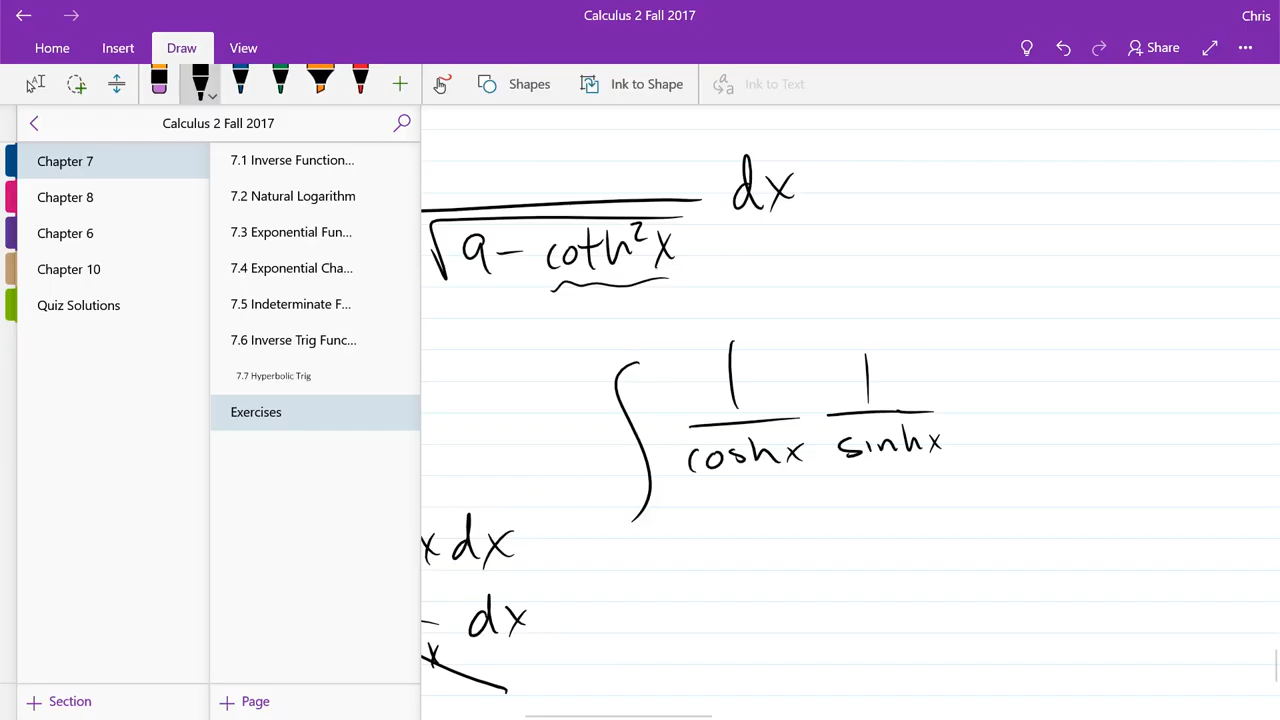 Calculus 2 Fall 2017
Chris
Home Insert Draw View
Share
Shapes Ink to Shape Ink to Text
Calculus 2 Fall 2017
Chapter 7
Chapter 8
Chapter 6
Chapter 10
Quiz Solutions
7.1 Inverse Function...
7.2 Natural Logarithm
7.3 Exponential Fun...
7.4 Exponential Cha...
7.5 Indeterminate F...
7.6 Inverse Trig Func...
7.7 Hyperbolic Trig
Exercises
+ Section
+ Page
dx
√9 - coth²x
∫ 1/coshx 1/sinhx
x dx
dx
x